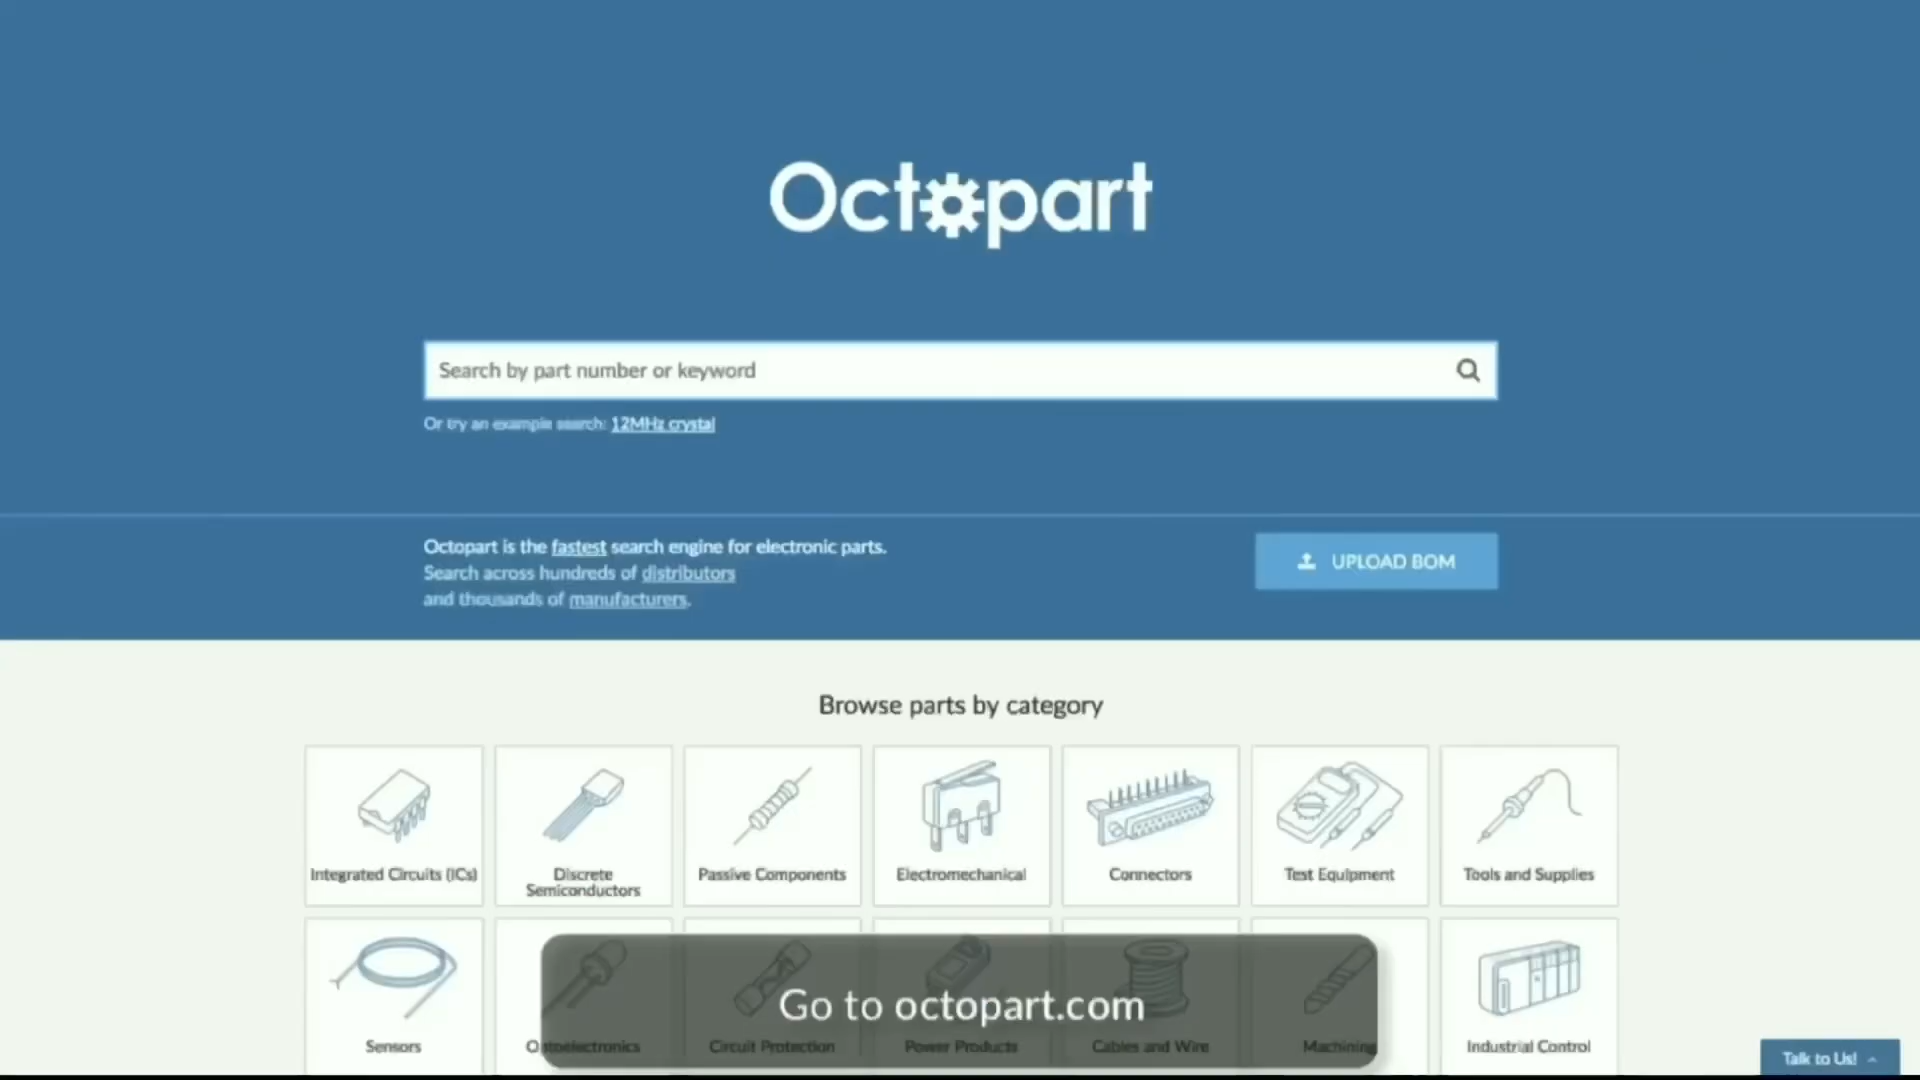 Octopart
Search by part number or keyword
Or try an example search: 12MHz crystal
Octopart is the fastest search engine for electronic parts.
Search across hundreds of distributors
and thousands of manufacturers.
UPLOAD BOM
Browse parts by category
Integrated Circuits (ICs)
Discrete
Semiconductors
Passive Components
Electromechanical
Connectors
Test Equipment
Tools and Supplies
Go to octopart.com
Sensors
Optoelectronics
Circuit Protection
Power Products
Cables and Wire
Machining
Industrial Control
Talk to Us!